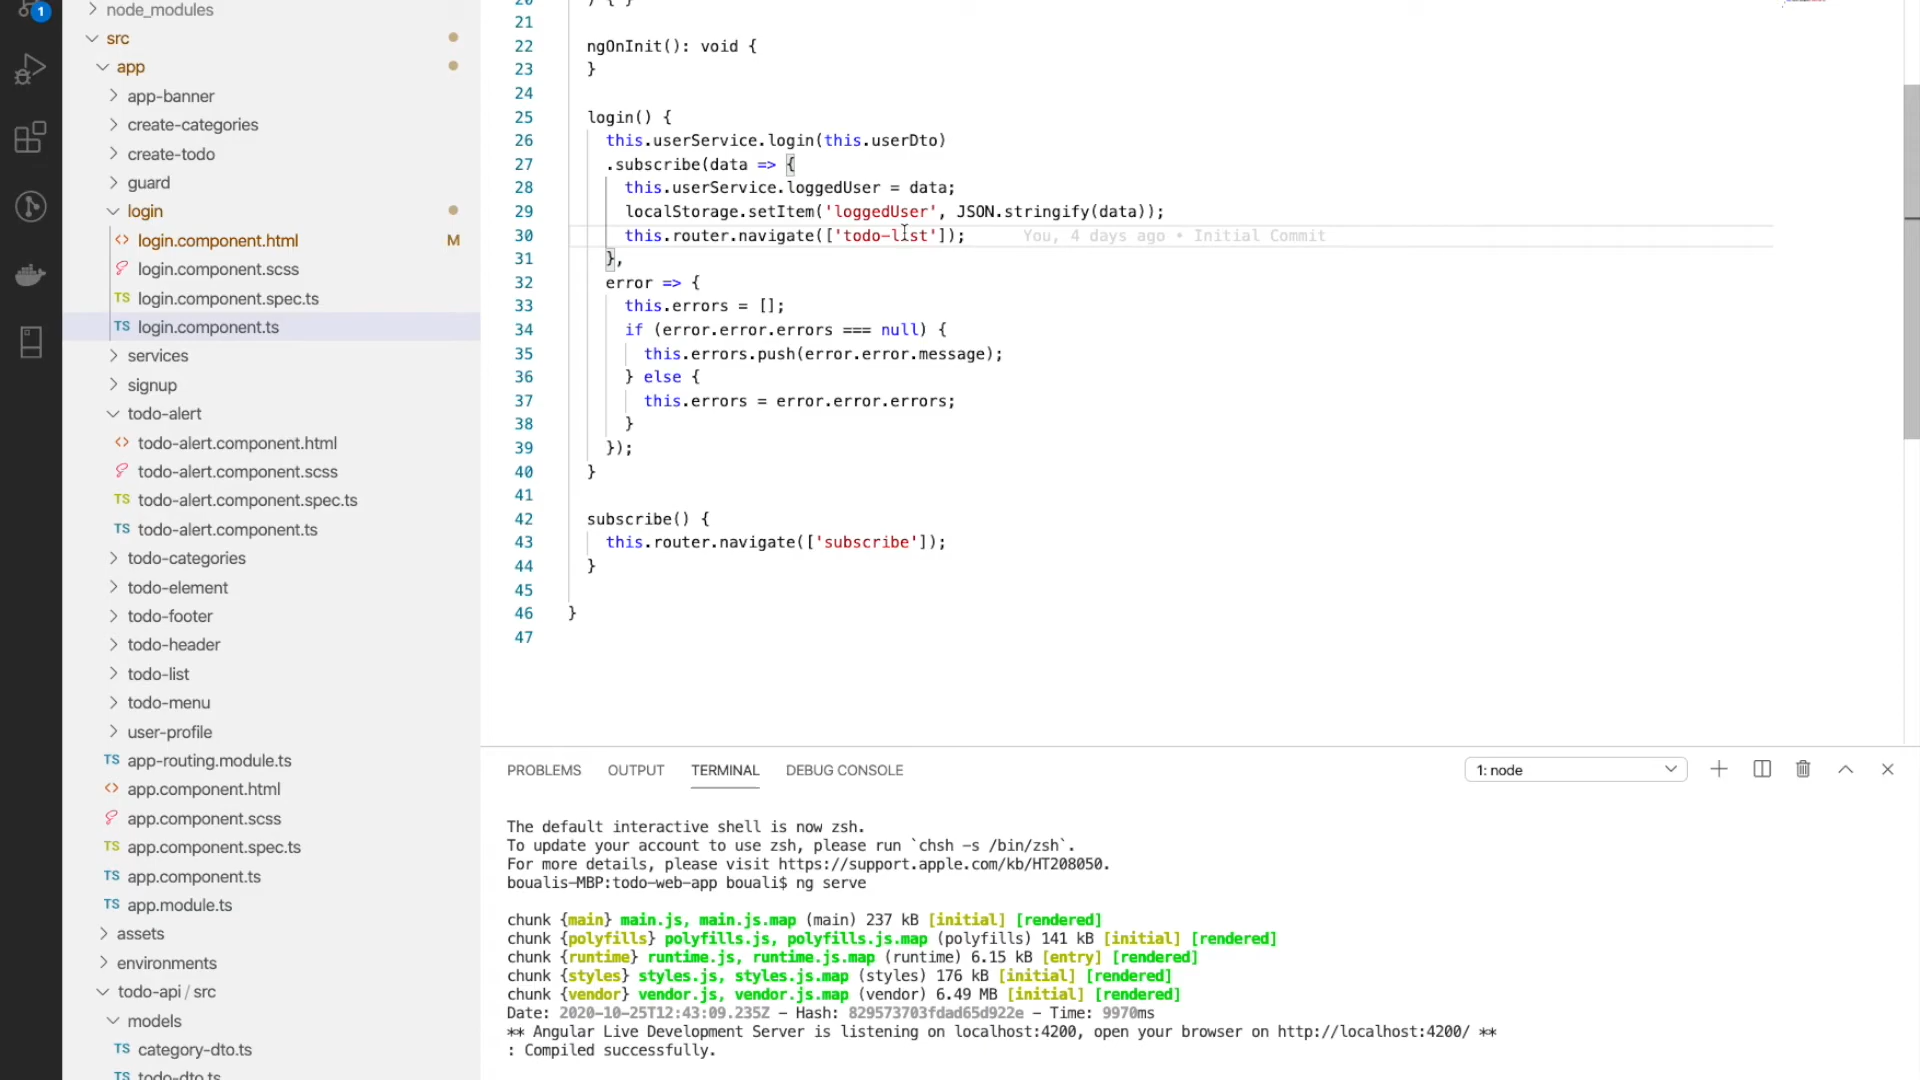 1
node_modules
src
app
app-banner
create-categories
create-todo
guard
login
login.component.html M
login.component.scss
TS login.component.spec.ts
TS login.component.ts
services
signup
todo-alert
todo-alert.component.html
todo-alert.component.scss
TS todo-alert.component.spec.ts
TS todo-alert.component.ts
todo-categories
todo-element
todo-footer
todo-header
todo-list
todo-menu
user-profile
TS app-routing.module.ts
app.component.html
app.component.scss
TS app.component.spec.ts
TS app.component.ts
TS app.module.ts
assets
environments
todo-api / src
models
TS category-dto.ts
TS todo-dto.ts
20 ) { }
21
22 ngOnInit(): void {
23 }
24
25 login() {
26 this.userService.login(this.userDto)
27 .subscribe(data => {
28 this.userService.loggedUser = data;
29 localStorage.setItem('loggedUser', JSON.stringify(data));
30 this.router.navigate(['todo-list']); You, 4 days ago • Initial Commit
31 },
32 error => {
33 this.errors = [];
34 if (error.error.errors === null) {
35 this.errors.push(error.error.message);
36 } else {
37 this.errors = error.error.errors;
38 }
39 });
40 }
41
42 subscribe() {
43 this.router.navigate(['subscribe']);
44 }
45
46 }
47
PROBLEMS OUTPUT TERMINAL DEBUG CONSOLE 1: node
The default interactive shell is now zsh.
To update your account to use zsh, please run `chsh -s /bin/zsh`.
For more details, please visit https://support.apple.com/kb/HT208050.
boualis-MBP:todo-web-app bouali$ ng serve
chunk {main} main.js, main.js.map (main) 237 kB [initial] [rendered]
chunk {polyfills} polyfills.js, polyfills.js.map (polyfills) 141 kB [initial] [rendered]
chunk {runtime} runtime.js, runtime.js.map (runtime) 6.15 kB [entry] [rendered]
chunk {styles} styles.js, styles.js.map (styles) 176 kB [initial] [rendered]
chunk {vendor} vendor.js, vendor.js.map (vendor) 6.49 MB [initial] [rendered]
Date: 2020-10-25T12:43:09.235Z - Hash: 829573703fdad65d922e - Time: 9970ms
** Angular Live Development Server is listening on localhost:4200, open your browser on http://localhost:4200/ **
: Compiled successfully.